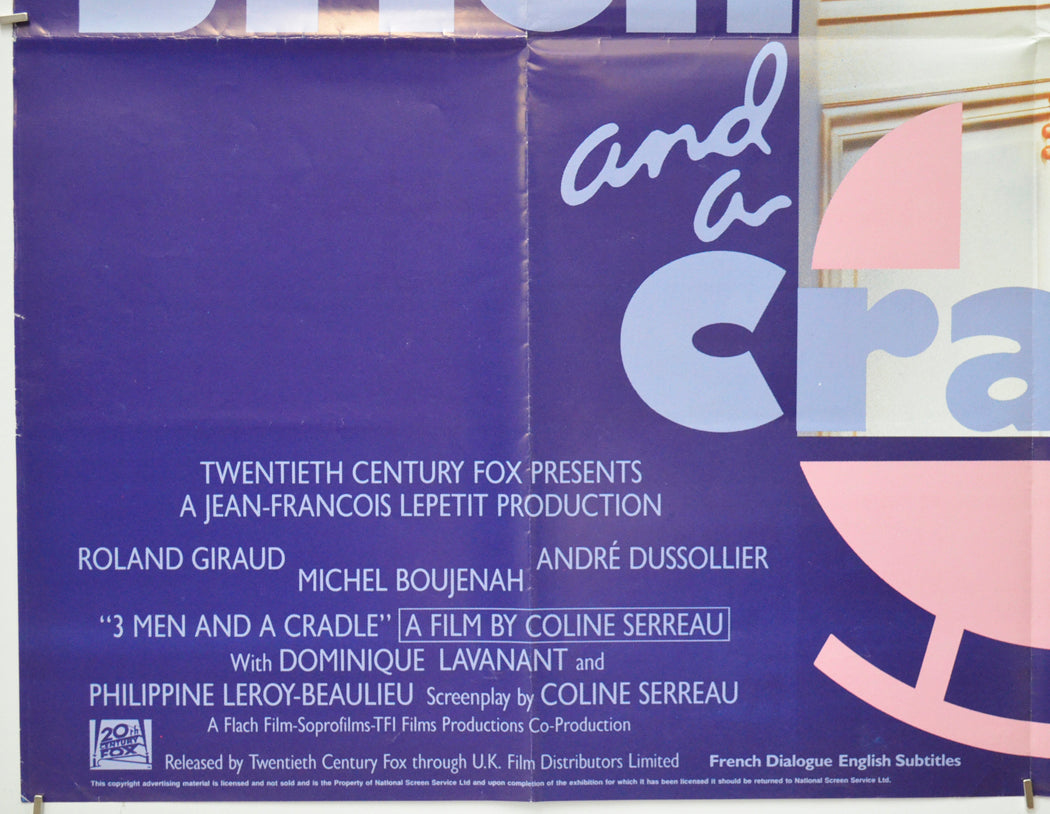 and
a
Cra
TWENTIETH CENTURY FOX PRESENTS
A JEAN-FRANCOIS LEPETIT PRODUCTION
ROLAND GIRAUD MICHEL BOUJENAH ANDRÉ DUSSOLLIER
"3 MEN AND A CRADLE" A FILM BY COLINE SERREAU
With DOMINIQUE LAVANANT and
PHILIPPINE LEROY-BEAULIEU Screenplay by COLINE SERREAU
A Flach Film-Soprofilms-TFI Films Productions Co-Production
20th CENTURY FOX
Released by Twentieth Century Fox through U.K. Film Distributors Limited French Dialogue English Subtitles
This copyright advertising material is licensed and not sold and is the Property of National Screen Service Ltd and upon completion of the exhibition for which it has been licensed it should be returned to National Screen Service Ltd.